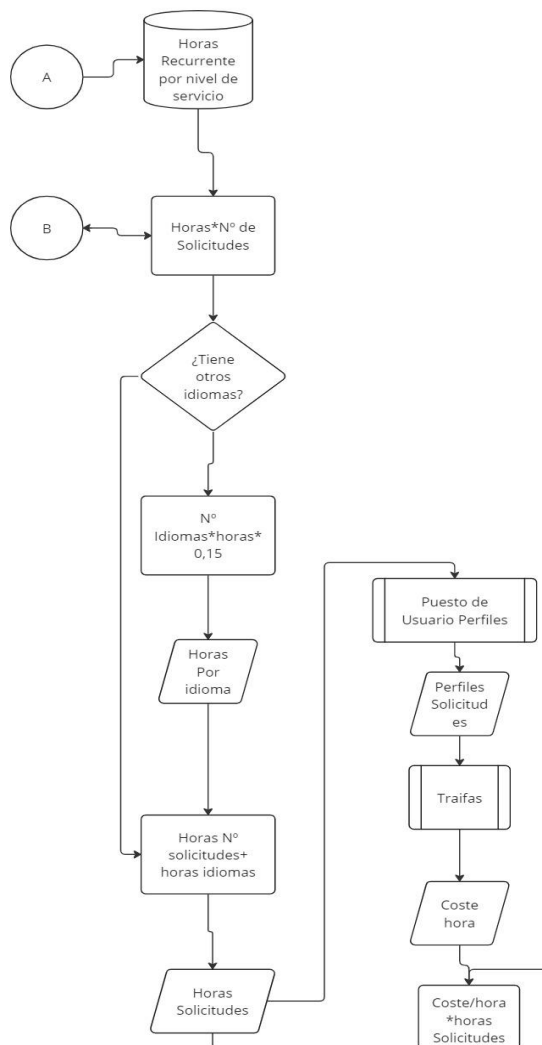 A
Horas
Recurrente
por nivel de
servicio
B
Horas*Nº de
Solicitudes
¿Tiene
otros
idiomas?
Nº
Idiomas*horas*
0,15
Horas
Por
idioma
Horas Nº
solicitudes+
horas idiomas
Horas
Solicitudes
Puesto de
Usuario Perfiles
Perfiles
Solicitud
es
Traifas
Coste
hora
Coste/hora
*horas
Solicitudes